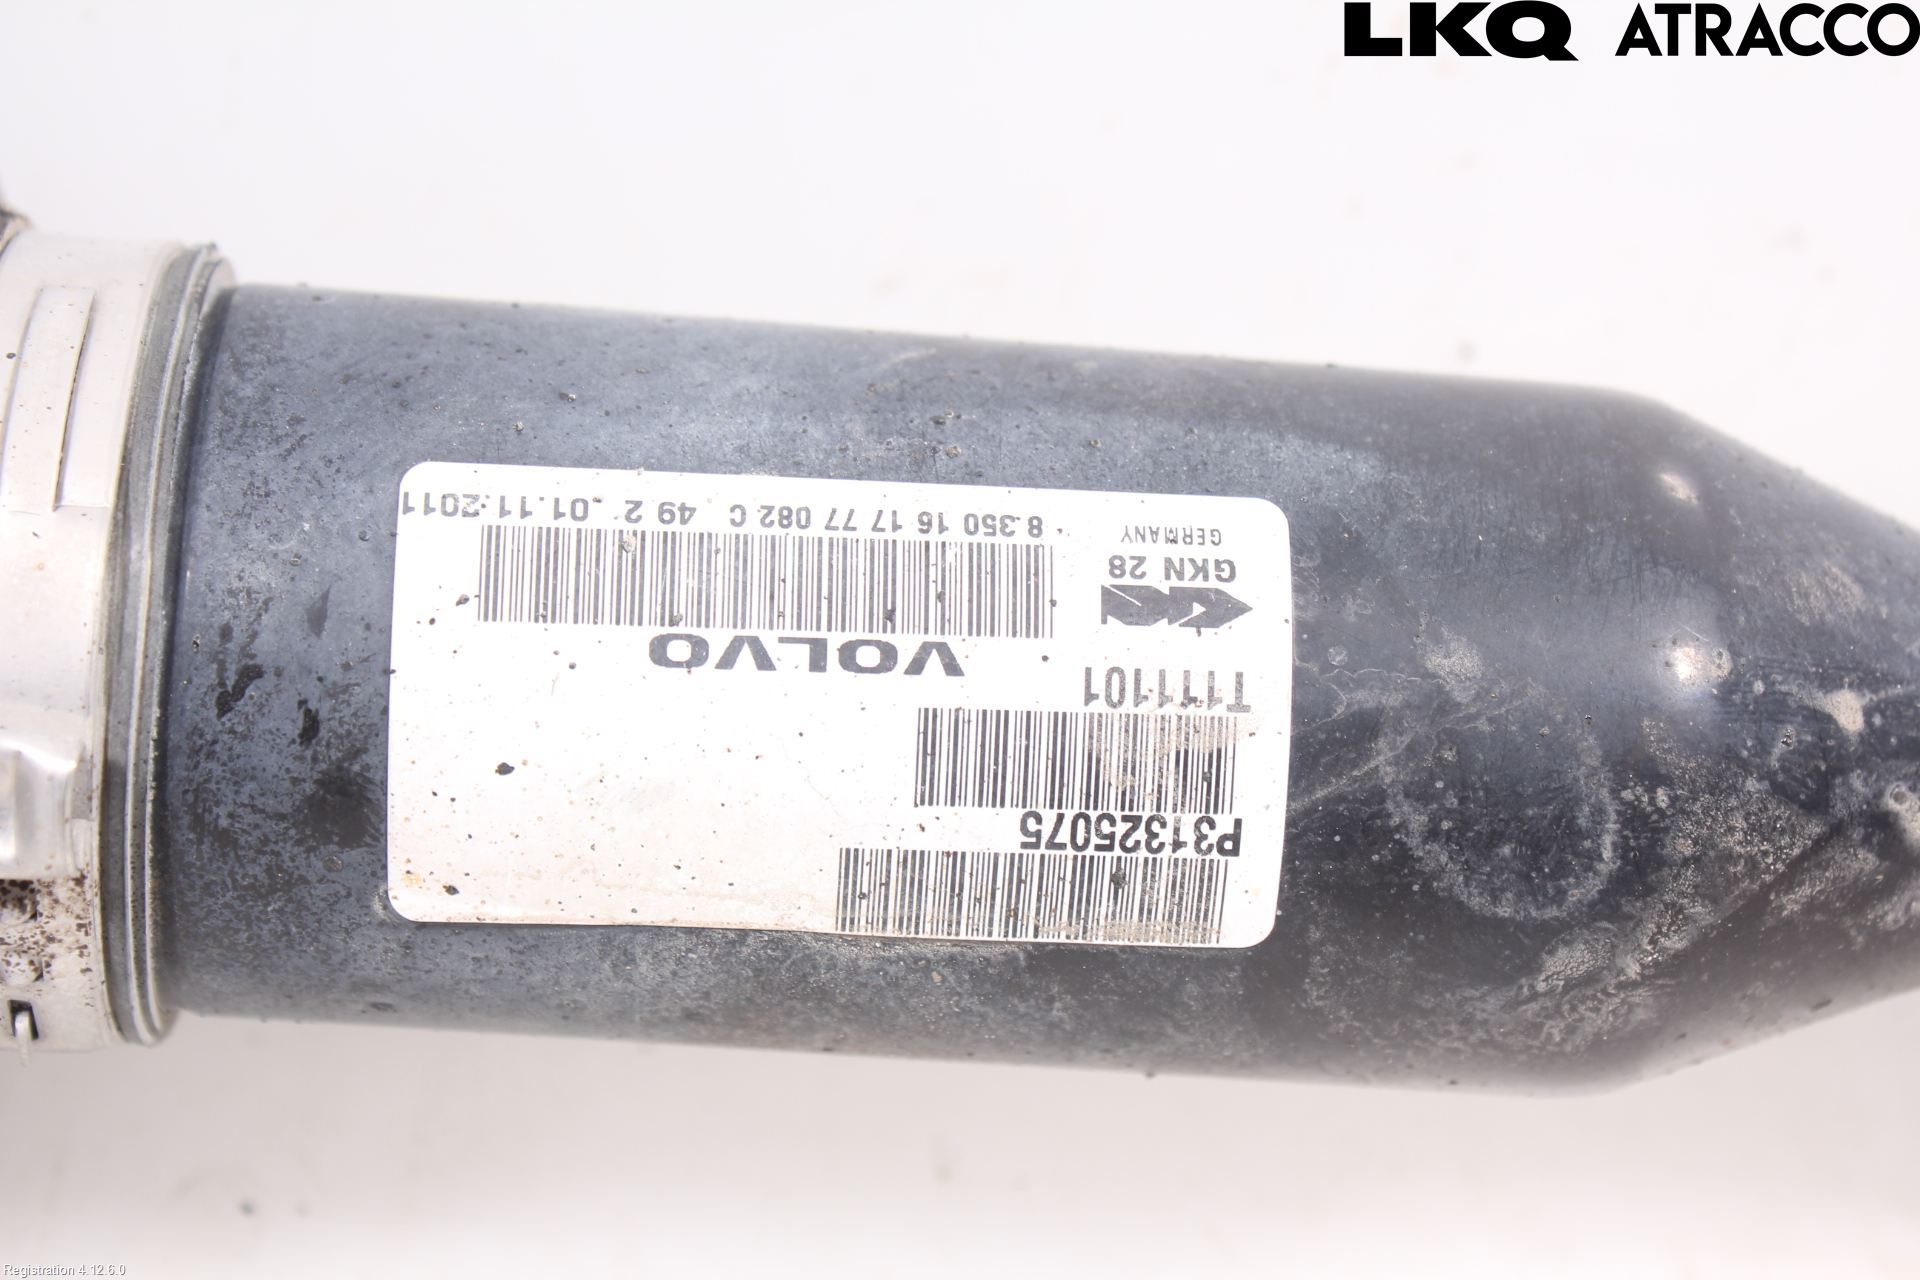 LKQ ATRACCO
P31325075
T111101
VOLVO
GKN 28
GERMANY
8.350 16 17 77 082 C 49 2 .01.11.2011
Registration 4.12.6.0